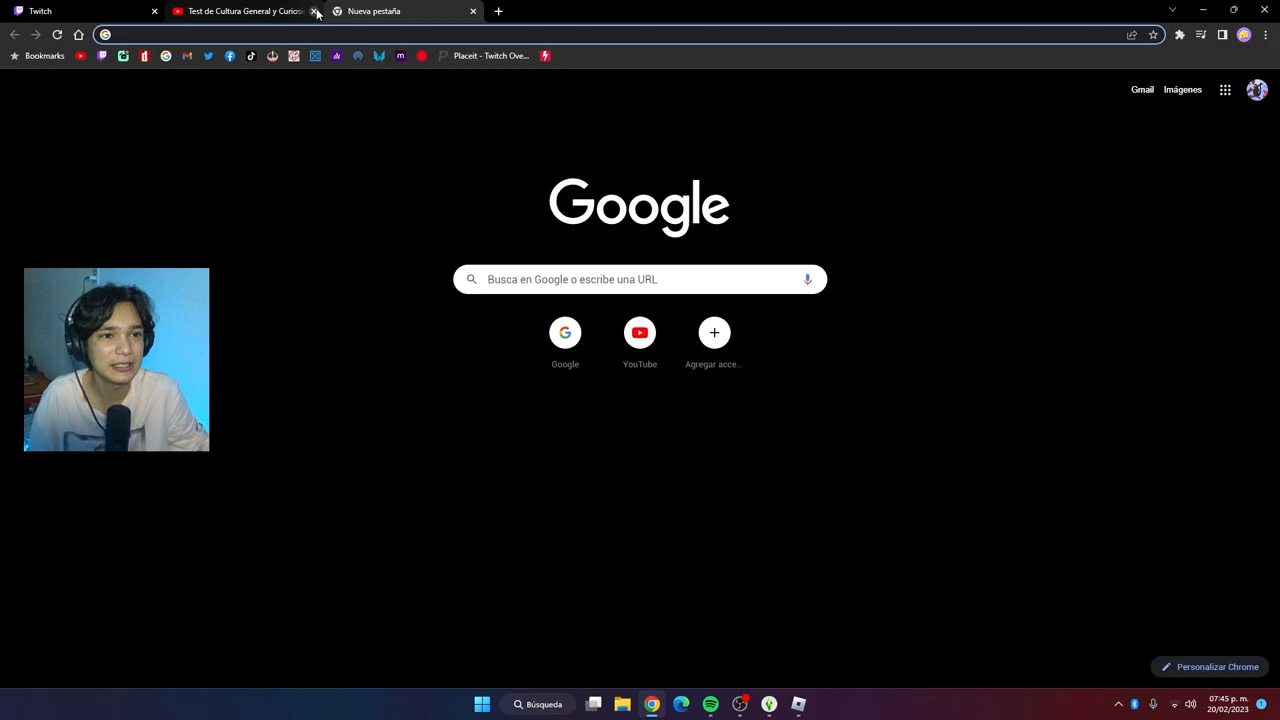 Twitch
Test de Cultura General y Curiosi
Nueva pestaña
Bookmarks
Placeit - Twitch Ove...
Gmail
Imágenes
Google
Busca en Google o escribe una URL
Google
YouTube
Agregar acce...
Personalizar Chrome
Búsqueda
07:45 p. m.
20/02/2023